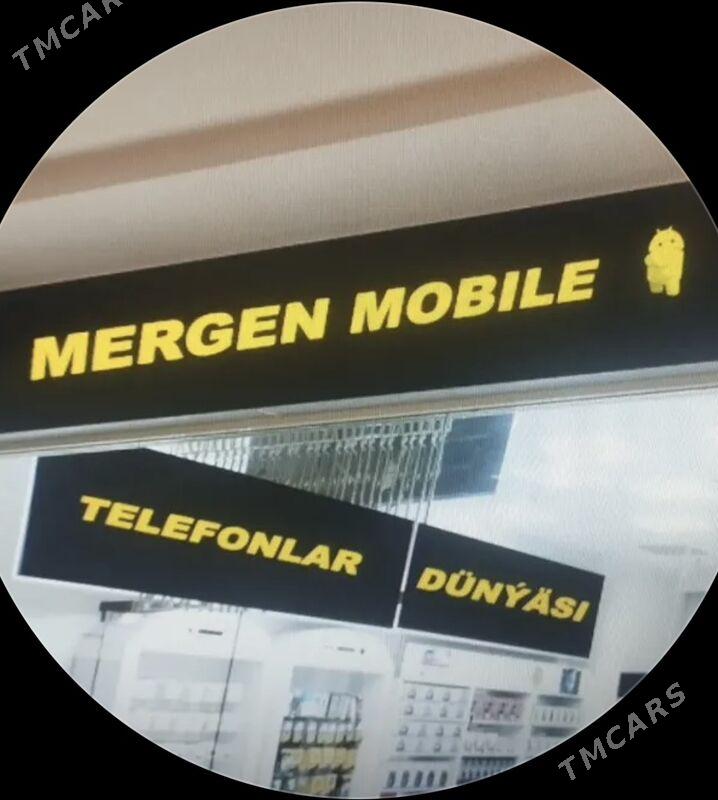 TMCARS
MERGEN MOBILE
TELEFONLAR
DÜNÝÄSI
TMCARS